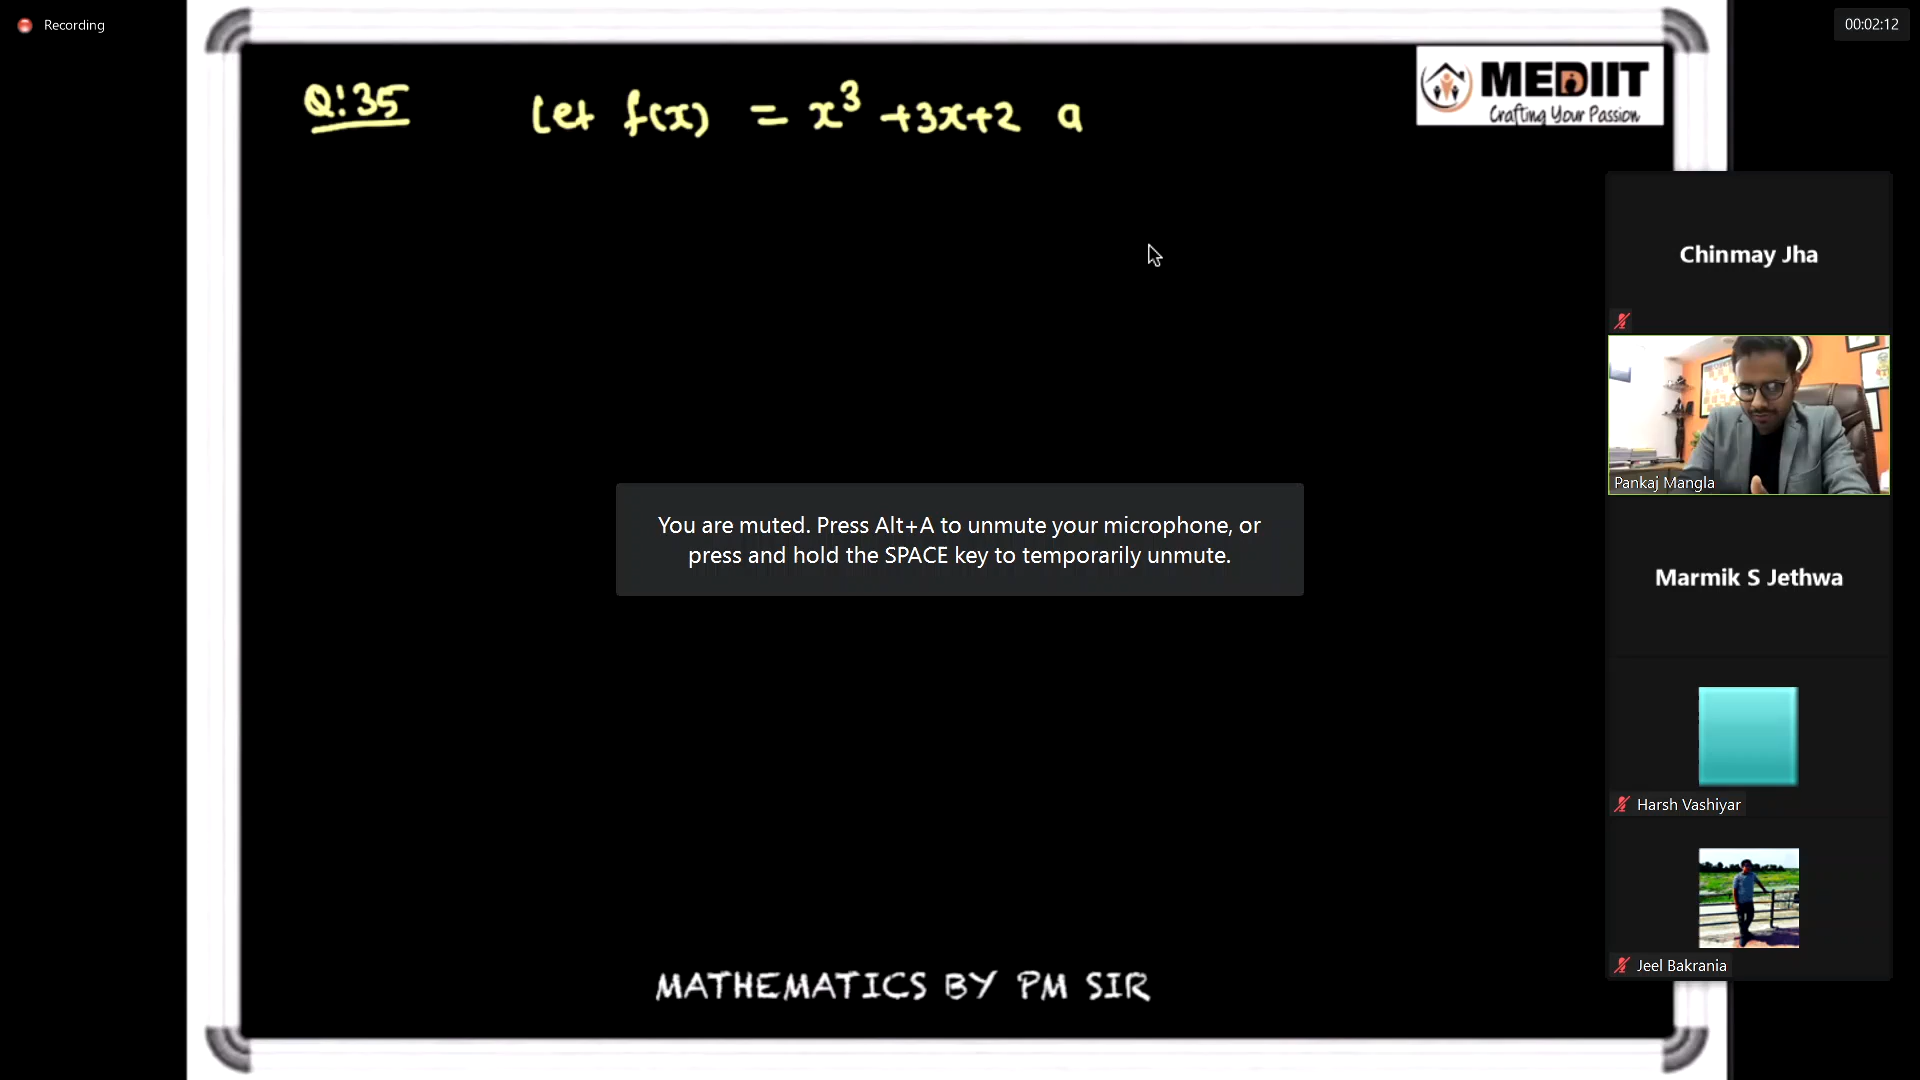 Recording
00:02:12
Q:35 Let f(x) = x³ +3x+2 a
MEDIIT
Crafting Your Passion
Chinmay Jha
Pankaj Mangla
You are muted. Press Alt+A to unmute your microphone, or
press and hold the SPACE key to temporarily unmute.
Marmik S Jethwa
Harsh Vashiyar
Jeel Bakrania
MATHEMATICS BY PM SIR